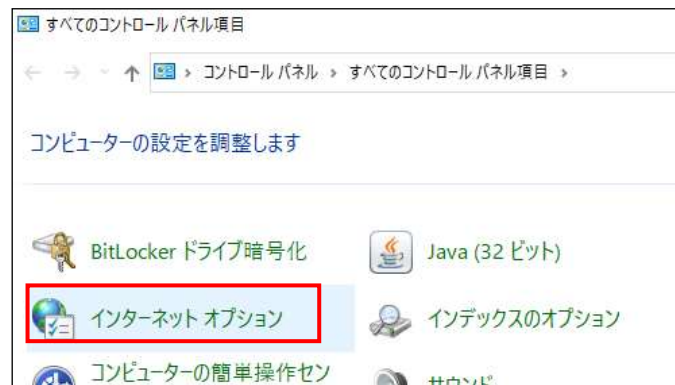 すべてのコントロール パネル項目
コントロール パネル › すべてのコントロール パネル項目 ›
コンピューターの設定を調整します
BitLocker ドライブ暗号化
Java (32 ビット)
インターネット オプション
インデックスのオプション
コンピューターの簡単操作セン
サウンド